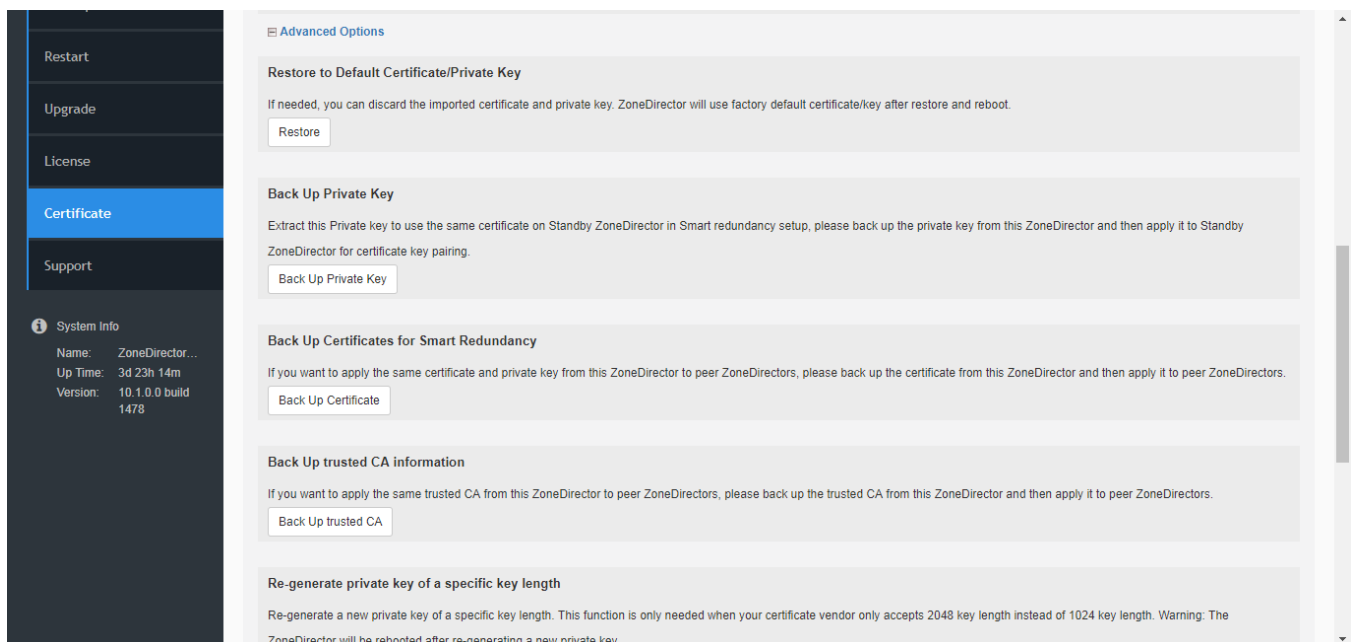 Restart
Upgrade
License
Certificate
Support
System Info
Name: ZoneDirector...
Up Time: 3d 23h 14m
Version: 10.1.0.0 build
1478
Advanced Options
Restore to Default Certificate/Private Key
If needed, you can discard the imported certificate and private key. ZoneDirector will use factory default certificate/key after restore and reboot.
Restore
Back Up Private Key
Extract this Private key to use the same certificate on Standby ZoneDirector in Smart redundancy setup, please back up the private key from this ZoneDirector and then apply it to Standby
ZoneDirector for certificate key pairing.
Back Up Private Key
Back Up Certificates for Smart Redundancy
If you want to apply the same certificate and private key from this ZoneDirector to peer ZoneDirectors, please back up the certificate from this ZoneDirector and then apply it to peer ZoneDirectors.
Back Up Certificate
Back Up trusted CA information
If you want to apply the same trusted CA from this ZoneDirector to peer ZoneDirectors, please back up the trusted CA from this ZoneDirector and then apply it to peer ZoneDirectors.
Back Up trusted CA
Re-generate private key of a specific key length
Re-generate a new private key of a specific key length. This function is only needed when your certificate vendor only accepts 2048 key length instead of 1024 key length. Warning: The
ZoneDirector will be rebooted after re-generating a new private key.